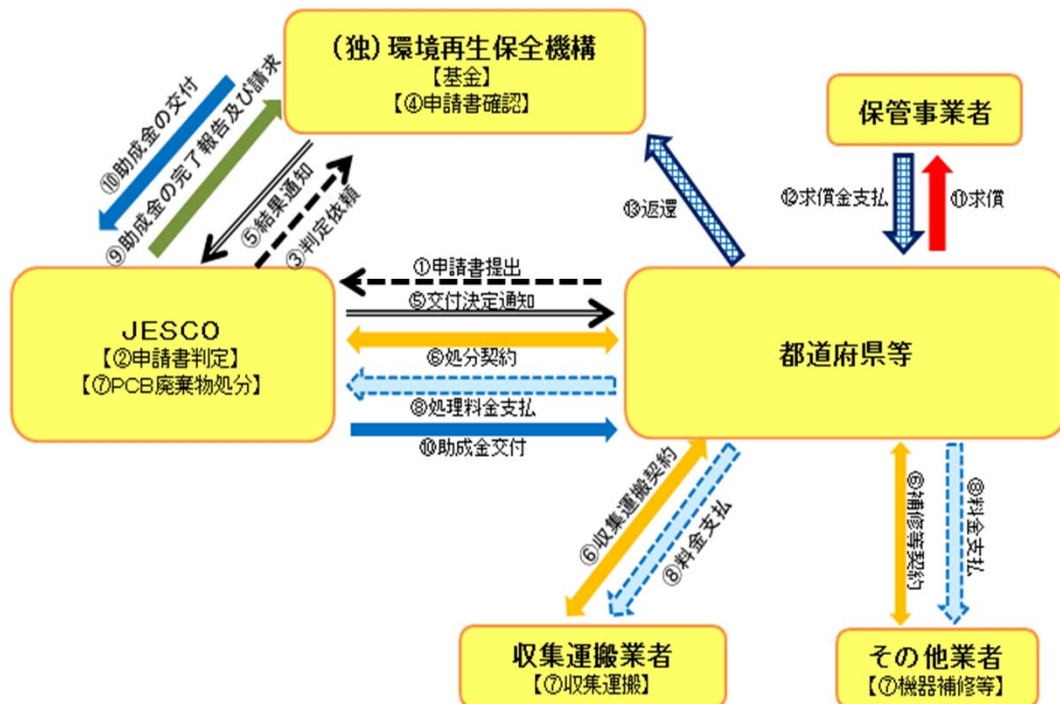 (独)環境再生保全機構
【基金】
【④申請書確認】
保管事業者
⑩助成金の交付
⑨助成金の完了報告及び請求
⑤結果通知
③判定依頼
⑬返還
⑫求償金支払
⑪求償
①申請書提出
⑤交付決定通知
JESCO
【②申請書判定】
【⑦PCB廃棄物処分】
都道府県等
⑥処分契約
⑧処理料金支払
⑩助成金交付
⑥収集運搬契約
⑧料金支払
⑥補修等契約
⑧料金支払
収集運搬業者
【⑦収集運搬】
その他業者
【⑦機器補修等】